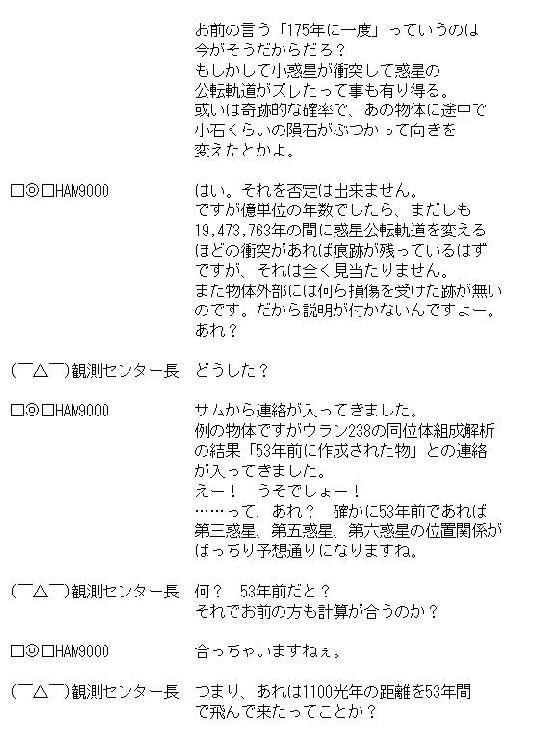 お前の言う「175年に一度」っていうのは
今がそうだからだろ？
もしかして小惑星が衝突して惑星の
公転軌道がズレたって事も有り得る。
或いは奇跡的な確率で、あの物体に途中で
小石くらいの隕石がぶつかって向きを
変えたとかよ。
□◎□HAM9000 はい。それを否定は出来ません。
ですが億単位の年数でしたら、まだしも
19,473,763年の間に惑星公転軌道を変える
ほどの衝突があれば痕跡が残っているはず
ですが、それは全く見当たりません。
また物体外部には何ら損傷を受けた跡が無い
のです。だから説明が付かないんですよー。
あれ？
(￣△￣)観測センター長 どうした？
□◎□HAM9000 サムから連絡が入ってきました。
例の物体ですがウラン238の同位体組成解析
の結果「53年前に作成された物」との連絡
が入ってきました。
えー！　うそでしょー！
……って、あれ？　確かに53年前であれば
第三惑星、第五惑星、第六惑星の位置関係が
ばっちり予想通りになりますね。
(￣△￣)観測センター長 何？　53年前だと？
それでお前の方も計算が合うのか？
□◎□HAM9000 合っちゃいますねぇ。
(￣△￣)観測センター長 つまり、あれは1100光年の距離を53年間
で飛んで来たってことか？